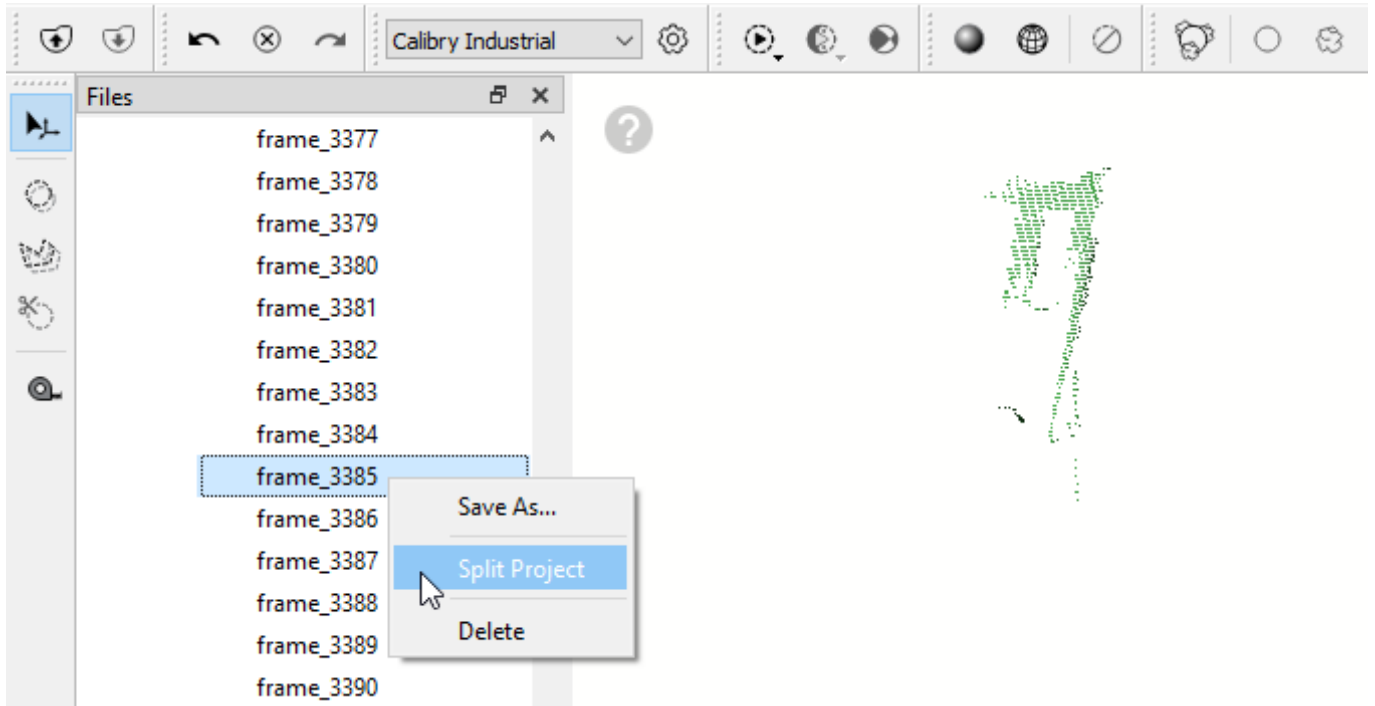 Calibry Industrial
Files
frame_3377
frame_3378
frame_3379
frame_3380
frame_3381
frame_3382
frame_3383
frame_3384
frame_3385
Save As...
frame_3386
frame_3387
Split Project
frame_3388
Delete
frame_3389
frame_3390